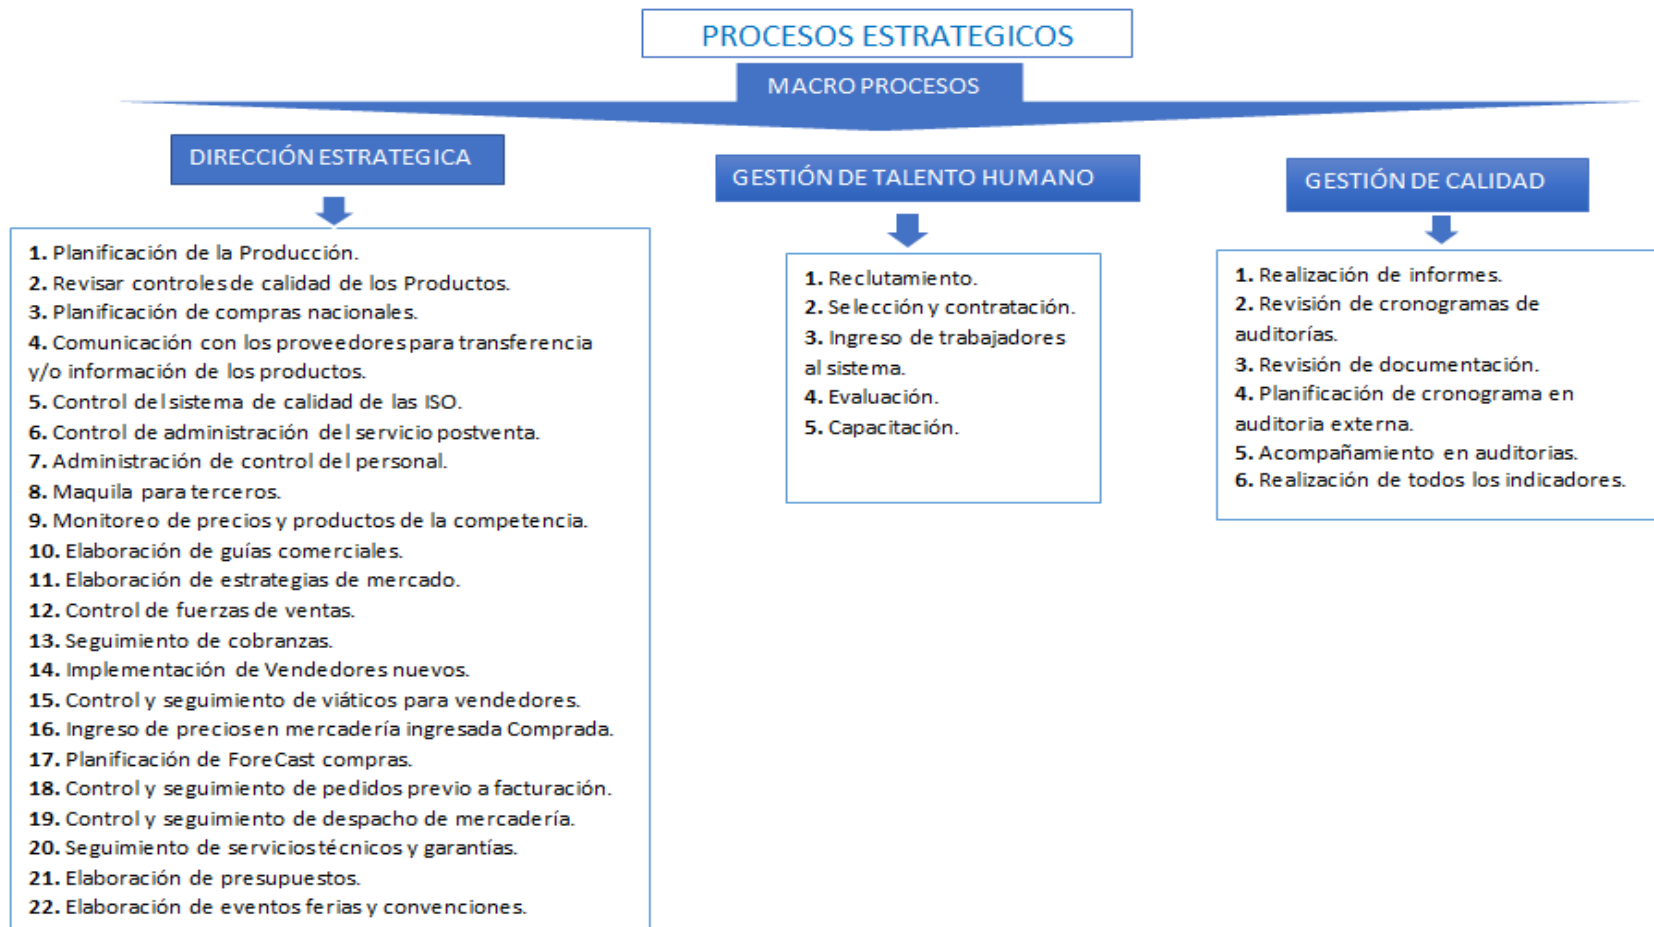 PROCESOS ESTRATEGICOS
MACRO PROCESOS
DIRECCIÓN ESTRATEGICA
1. Planificación de la Producción.
2. Revisar controles de calidad de los Productos.
3. Planificación de compras nacionales.
4. Comunicación con los proveedores para transferencia
y/o información de los productos.
5. Control del sistema de calidad de las ISO.
6. Control de administración del servicio postventa.
7. Administración de control del personal.
8. Maquila para terceros.
9. Monitoreo de precios y productos de la competencia.
10. Elaboración de guías comerciales.
11. Elaboración de estrategias de mercado.
12. Control de fuerzas de ventas.
13. Seguimiento de cobranzas.
14. Implementación de Vendedores nuevos.
15. Control y seguimiento de viáticos para vendedores.
16. Ingreso de precios en mercadería ingresada Comprada.
17. Planificación de ForeCast compras.
18. Control y seguimiento de pedidos previo a facturación.
19. Control y seguimiento de despacho de mercadería.
20. Seguimiento de servicios técnicos y garantías.
21. Elaboración de presupuestos.
22. Elaboración de eventos ferias y convenciones.
GESTIÓN DE TALENTO HUMANO
1. Reclutamiento.
2. Selección y contratación.
3. Ingreso de trabajadores
al sistema.
4. Evaluación.
5. Capacitación.
GESTIÓN DE CALIDAD
1. Realización de informes.
2. Revisión de cronogramas de
auditorías.
3. Revisión de documentación.
4. Planificación de cronograma en
auditoria externa.
5. Acompañamiento en auditorias.
6. Realización de todos los indicadores.